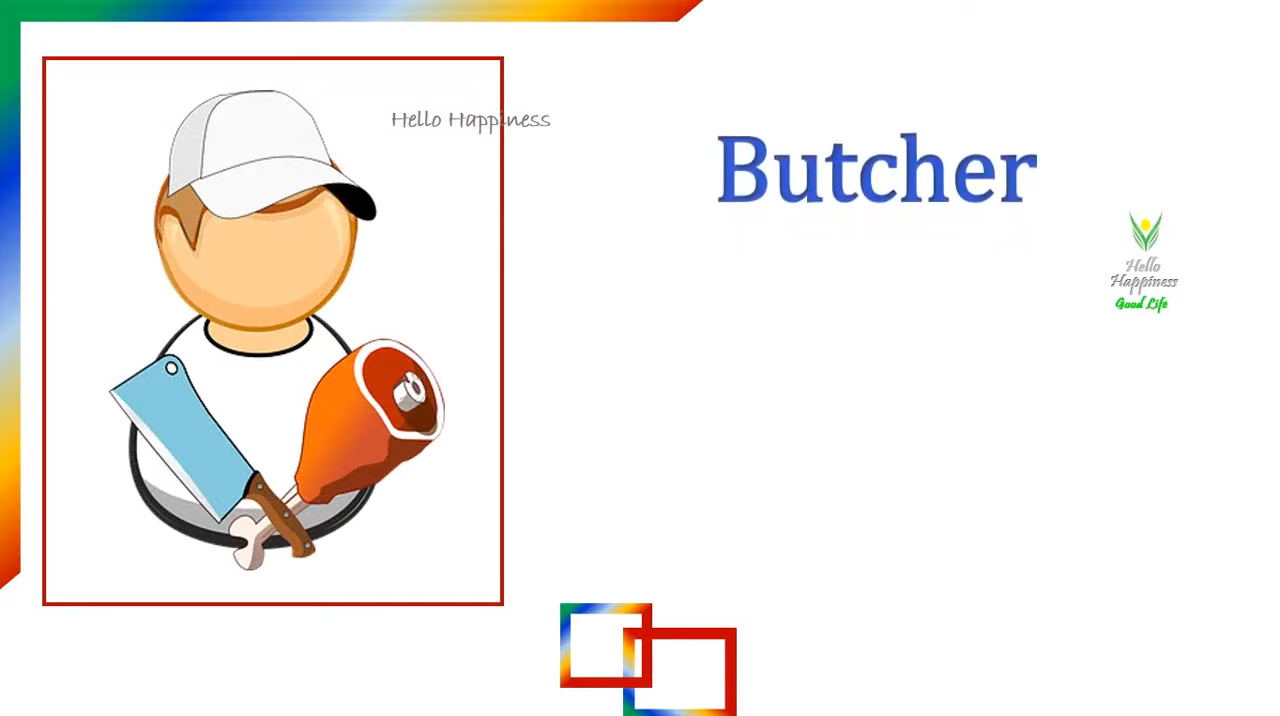 Hello Happiness
Butcher
Hello
Happiness
Good Life